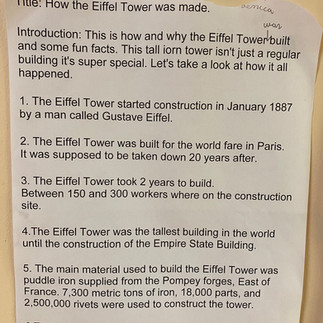 Title: How the Eiffel Tower was made.
was
Introduction: This is how and why the Eiffel Tower built
and some fun facts. This tall iorn tower isn't just a regular
building it's super special. Let's take a look at how it all
happened.
1. The Eiffel Tower started construction in January 1887
by a man called Gustave Eiffel.
2. The Eiffel Tower was built for the world fare in Paris.
It was supposed to be taken down 20 years after.
3. The Eiffel Tower took 2 years to build.
Between 150 and 300 workers where on the construction
site.
4.The Eiffel Tower was the tallest building in the world
until the construction of the Empire State Building.
5. The main material used to build the Eiffel Tower was
puddle iron supplied from the Pompey forges, East of
France. 7,300 metric tons of iron, 18,000 parts, and
2,500,000 rivets were used to construct the tower.